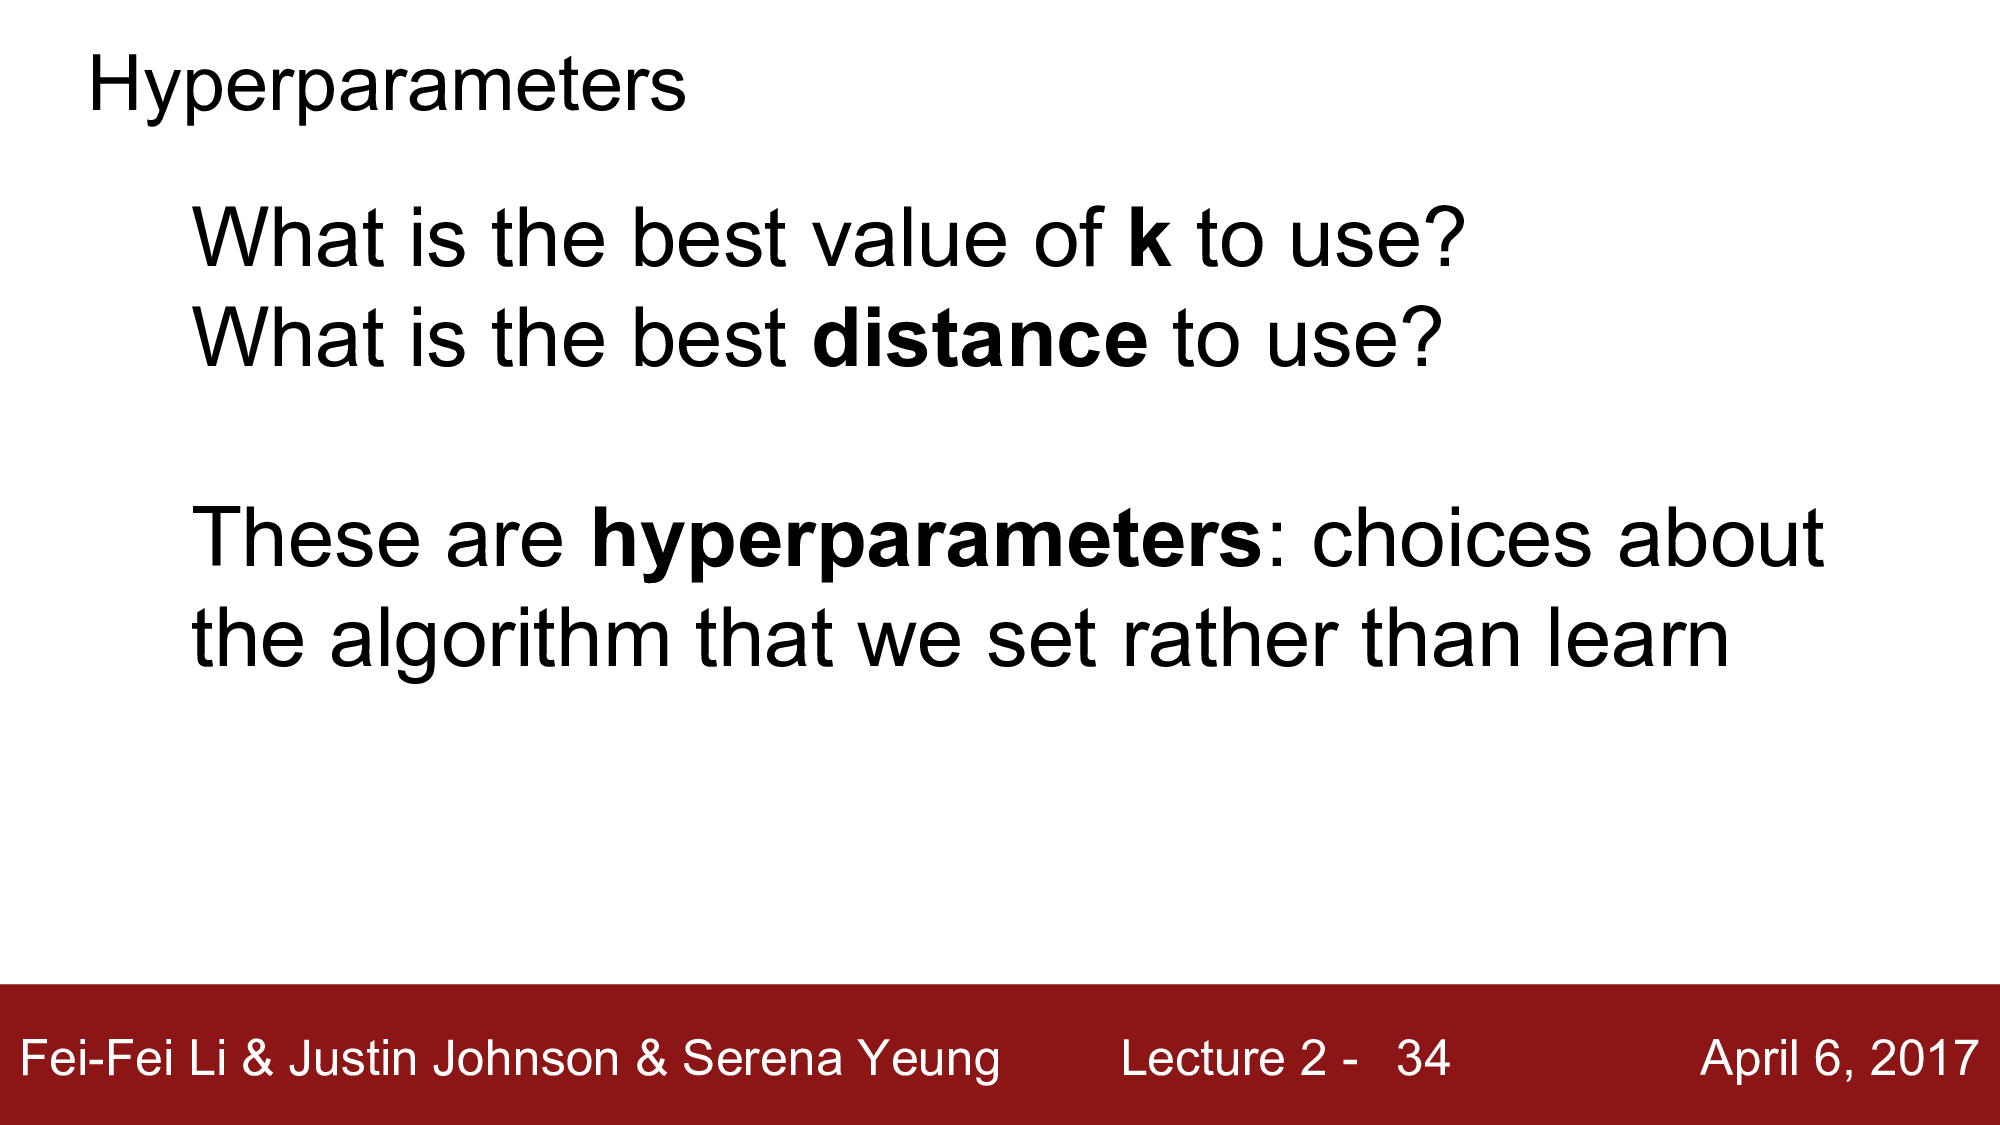 Hyperparameters
What is the best value of k to use?
What is the best distance to use?
These are hyperparameters: choices about
the algorithm that we set rather than learn
Fei-Fei Li & Justin Johnson & Serena Yeung Lecture 2 - 34 April 6, 2017